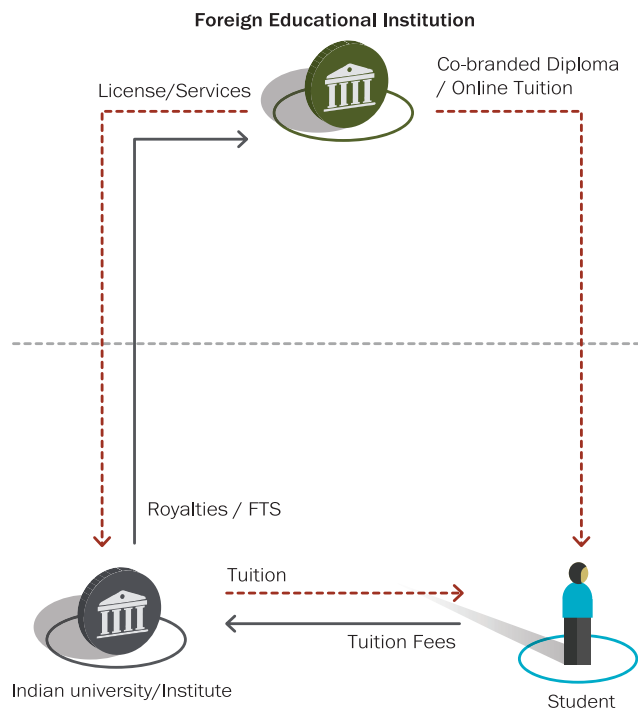 Foreign Educational Institution
License/Services
Co-branded Diploma
/ Online Tuition
Royalties / FTS
Tuition
Tuition Fees
Indian university/Institute
Student